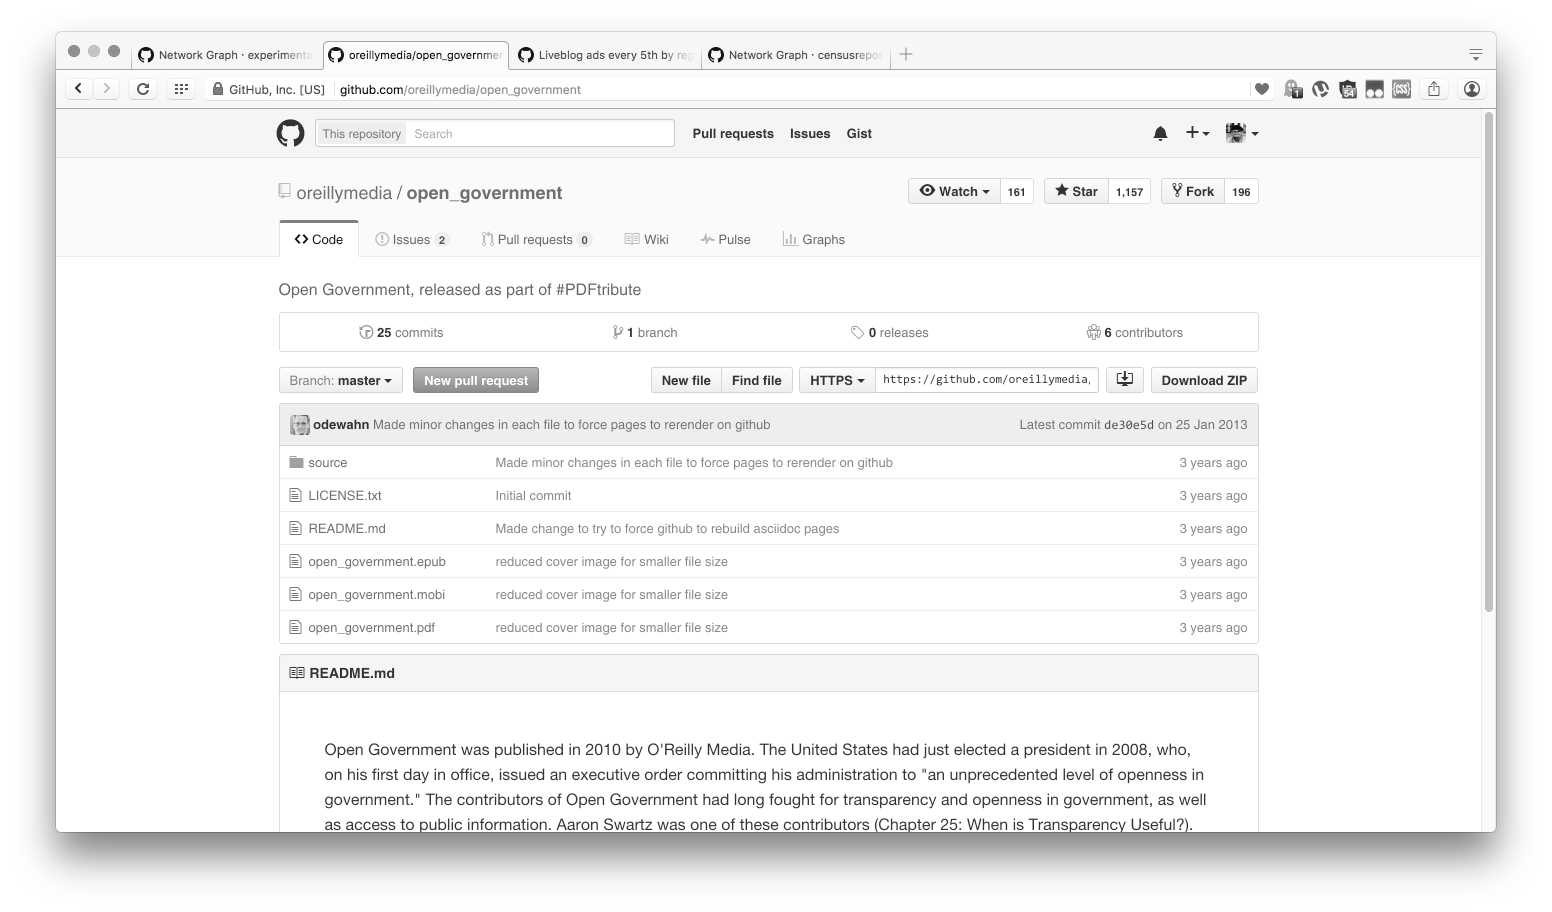 Network Graph · experimenta
oreillymedia/open_governmen
Liveblog ads every 5th by reg
Network Graph · censusrepos
GitHub, Inc. [US] github.com/oreillymedia/open_government
1
54
{CSS}
This repository Search Pull requests Issues Gist
oreillymedia / open_government
Watch 161 Star 1,157 Fork 196
Code Issues 2 Pull requests 0 Wiki Pulse Graphs
Open Government, released as part of #PDFtribute
25 commits 1 branch 0 releases 6 contributors
Branch: master New pull request New file Find file HTTPS https://github.com/oreillymedia, Download ZIP
odewahn Made minor changes in each file to force pages to rerender on github Latest commit de30e5d on 25 Jan 2013
source Made minor changes in each file to force pages to rerender on github 3 years ago
LICENSE.txt Initial commit 3 years ago
README.md Made change to try to force github to rebuild asciidoc pages 3 years ago
open_government.epub reduced cover image for smaller file size 3 years ago
open_government.mobi reduced cover image for smaller file size 3 years ago
open_government.pdf reduced cover image for smaller file size 3 years ago
README.md
Open Government was published in 2010 by O'Reilly Media. The United States had just elected a president in 2008, who,
on his first day in office, issued an executive order committing his administration to "an unprecedented level of openness in
government." The contributors of Open Government had long fought for transparency and openness in government, as well
as access to public information. Aaron Swartz was one of these contributors (Chapter 25: When is Transparency Useful?).